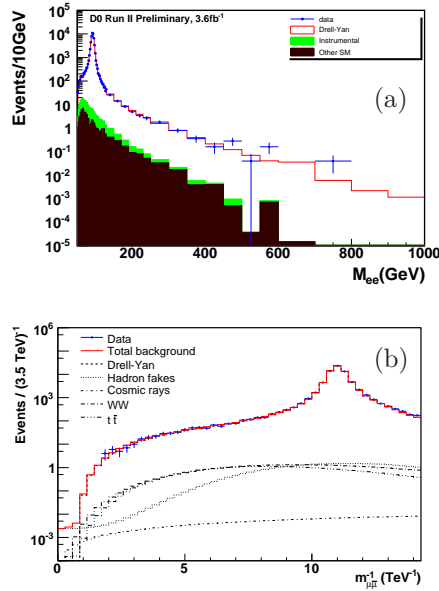 D0 Run II Preliminary, 3.6fb⁻¹
data
Drell-Yan
Instrumental
Other SM
(a)
Events/10GeV
10⁵
10⁴
10³
10²
10
1
10⁻¹
10⁻²
10⁻³
10⁻⁴
10⁻⁵
200 400 600 800 1000
M_ee(GeV)
(b)
Data
Total background
Drell-Yan
Hadron fakes
Cosmic rays
WW
t t̄
Events / (3.5 TeV)⁻¹
10⁶
10³
1
10⁻³
0 5 10
m⁻¹_μμ̄ (TeV⁻¹)